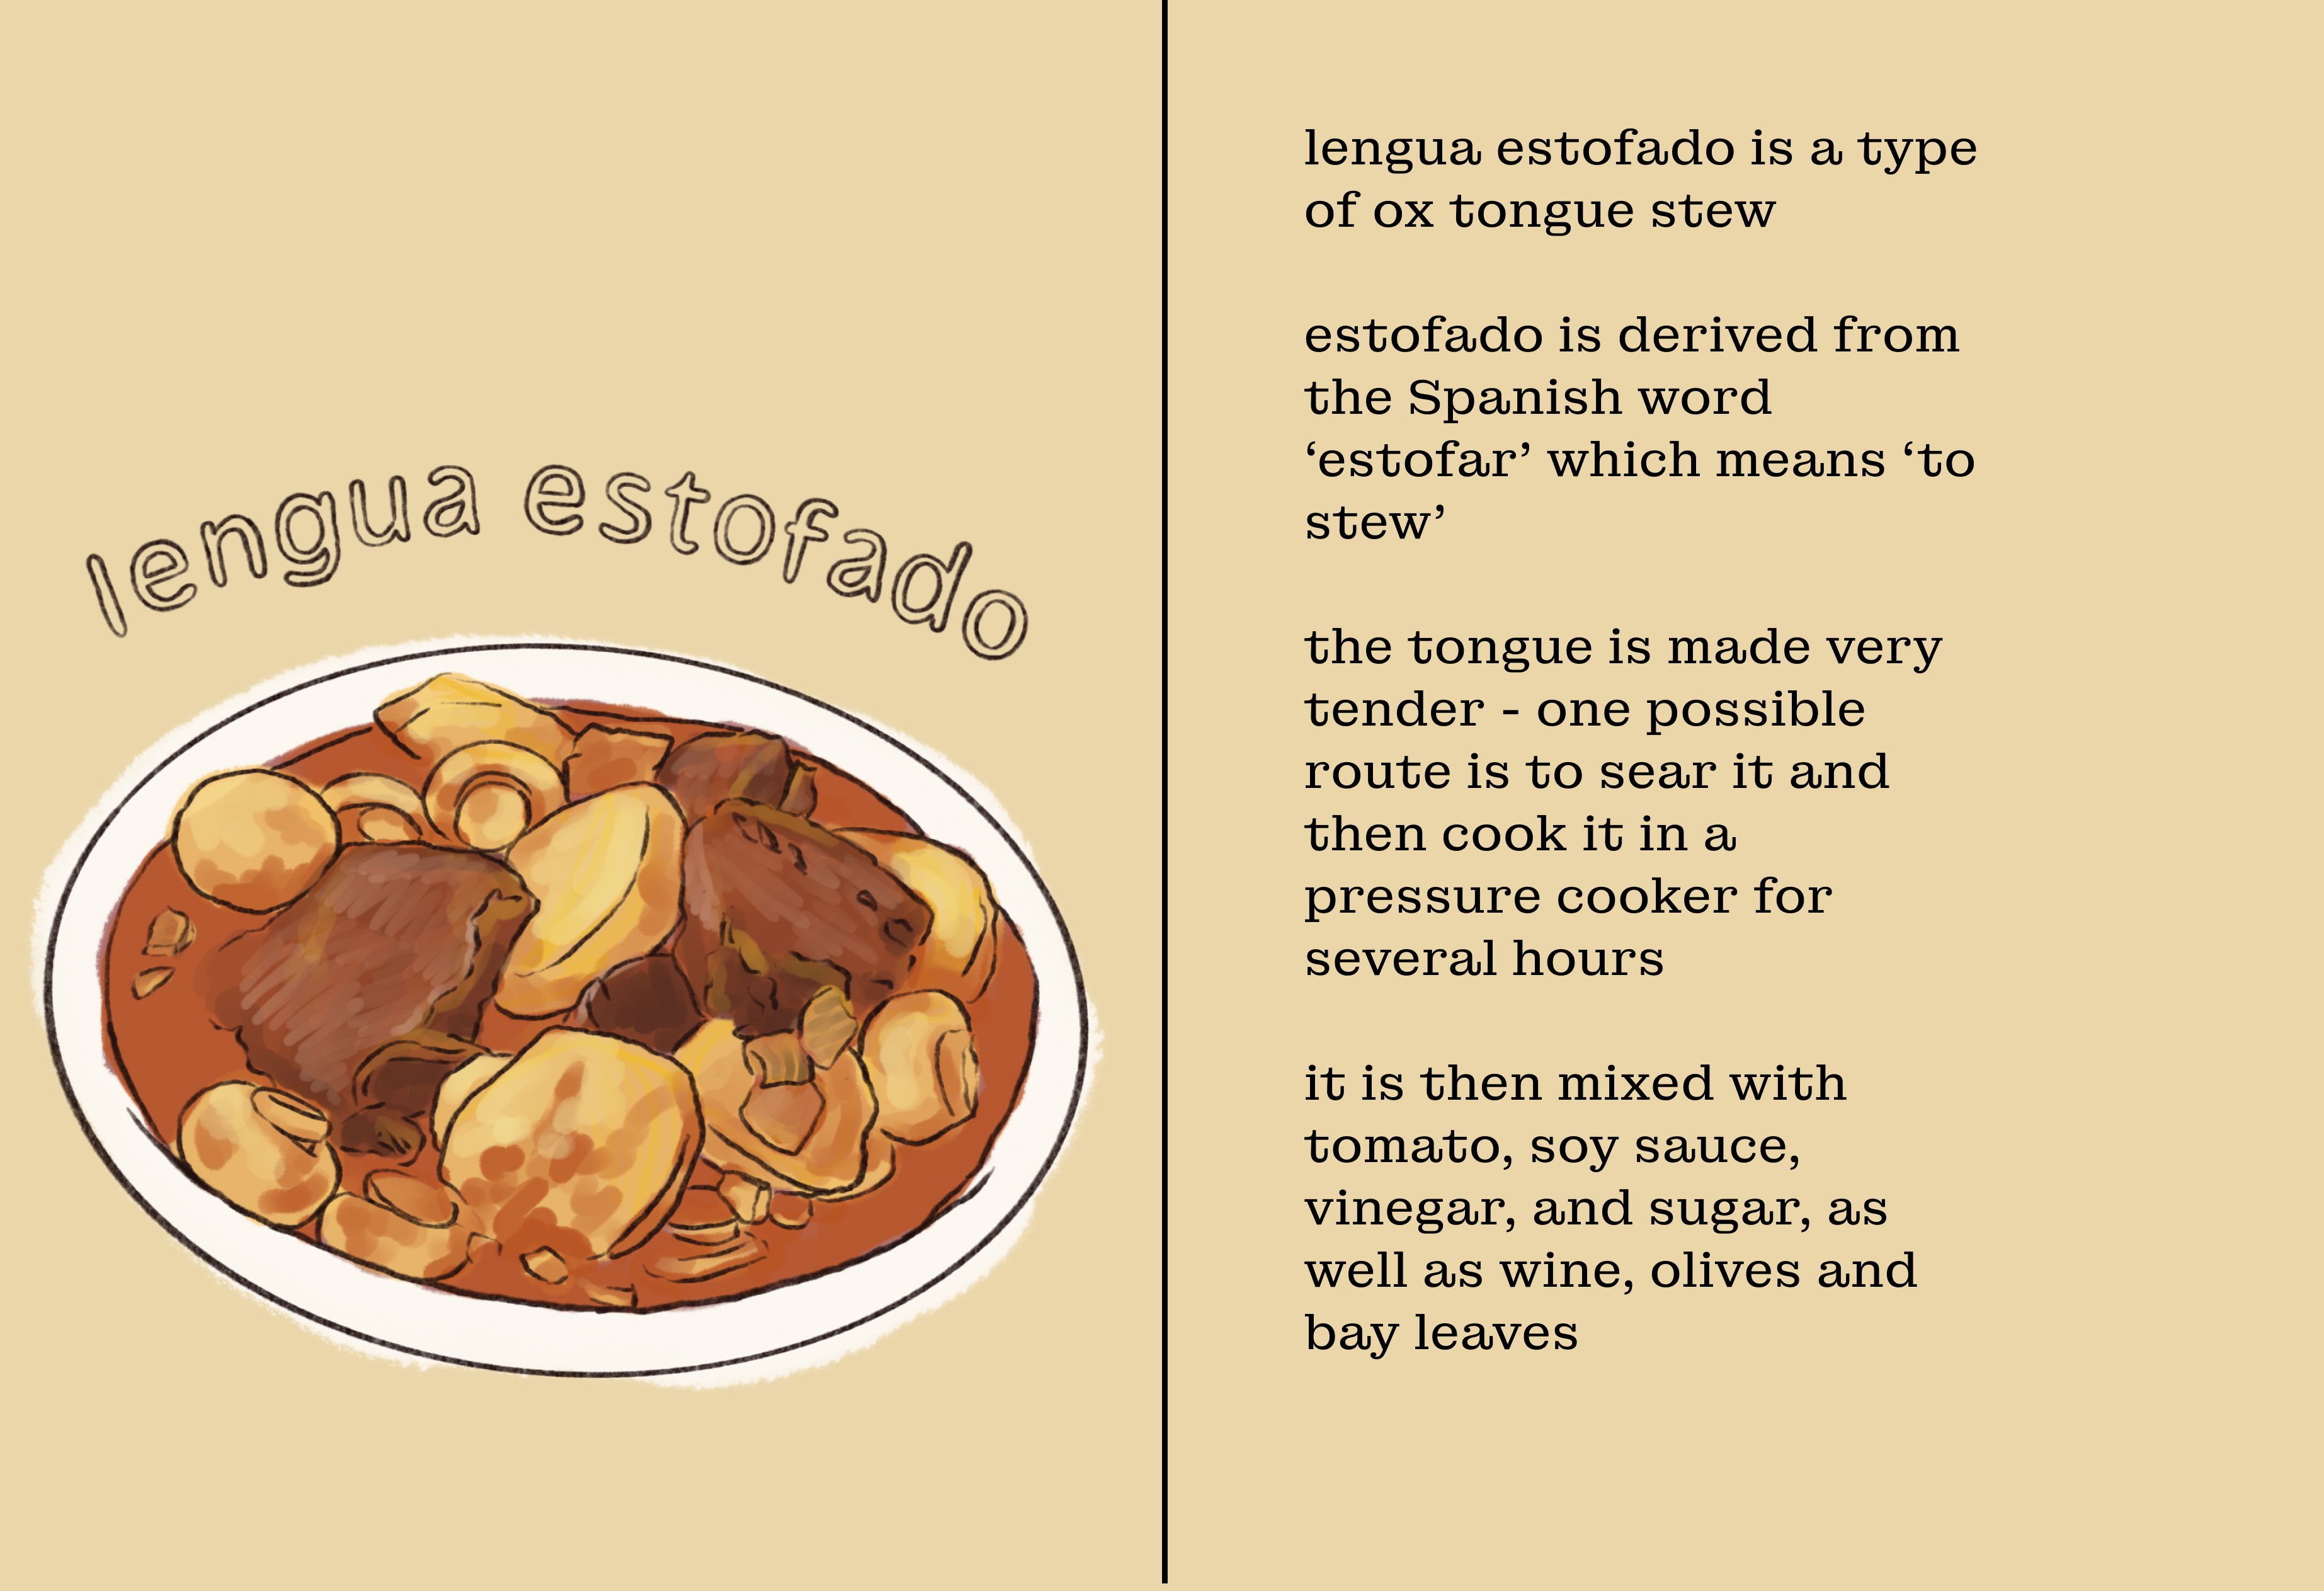 lengua estofado
lengua estofado is a type
of ox tongue stew
estofado is derived from
the Spanish word
‘estofar’ which means ‘to
stew’
the tongue is made very
tender - one possible
route is to sear it and
then cook it in a
pressure cooker for
several hours
it is then mixed with
tomato, soy sauce,
vinegar, and sugar, as
well as wine, olives and
bay leaves